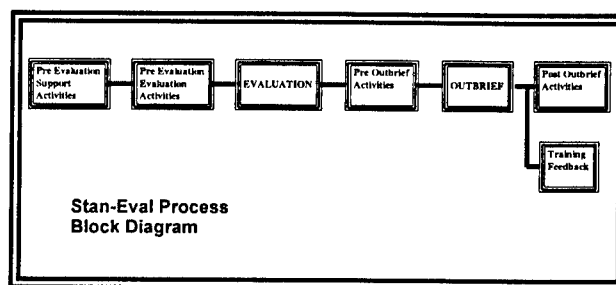 Pre Evaluation
Support
Activities
Pre Evaluation
Evaluation
Activities
EVALUATION
Pre Outbrief
Activities
OUTBRIEF
Post Outbrief
Activities
Training
Feedback
Stan-Eval Process
Block Diagram